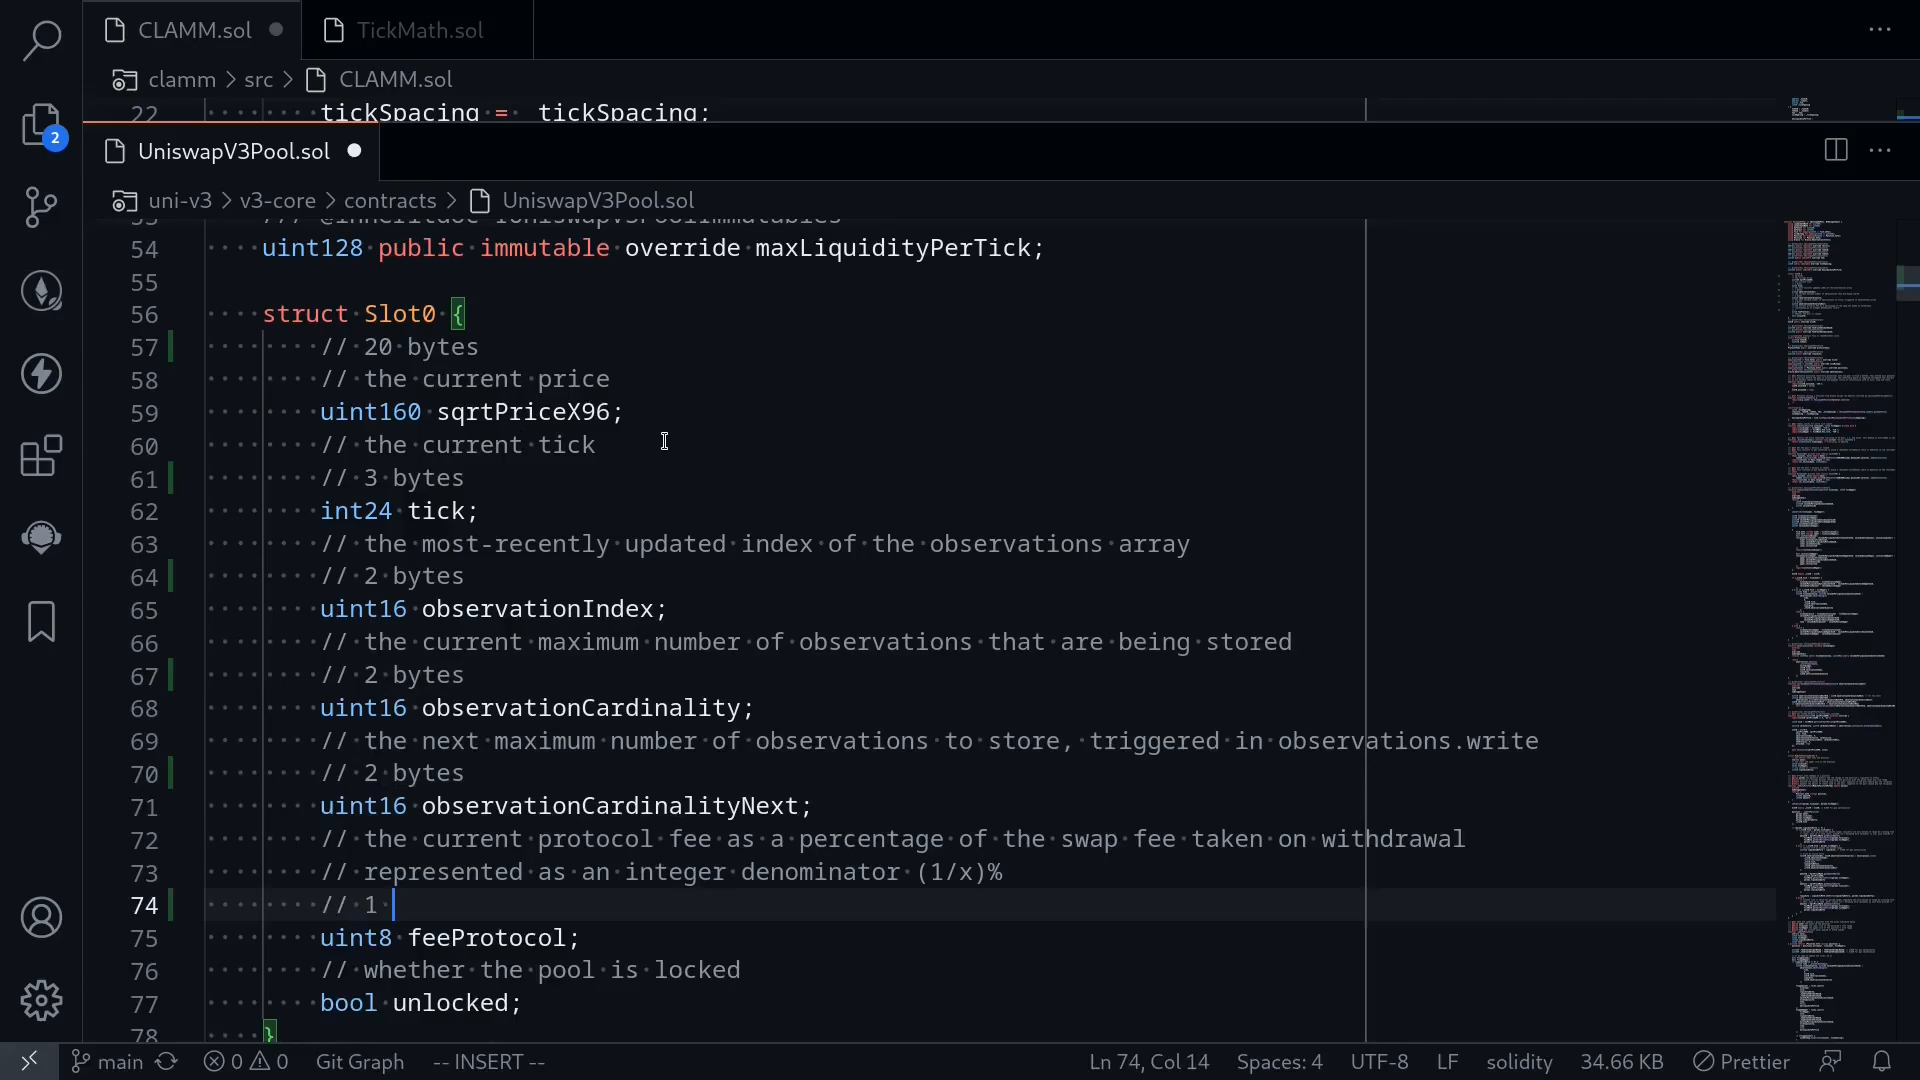 CLAMM.sol
TickMath.sol
clamm > src > CLAMM.sol
22 tickSpacing = tickSpacing;
2
UniswapV3Pool.sol
uni-v3 > v3-core > contracts > UniswapV3Pool.sol
53 /// @inheritdoc IUniswapV3PoolImmutables
54 uint128 public immutable override maxLiquidityPerTick;
55
56 struct Slot0 {
57 // 20 bytes
58 // the current price
59 uint160 sqrtPriceX96;
60 // the current tick
61 // 3 bytes
62 int24 tick;
63 // the most-recently updated index of the observations array
64 // 2 bytes
65 uint16 observationIndex;
66 // the current maximum number of observations that are being stored
67 // 2 bytes
68 uint16 observationCardinality;
69 // the next maximum number of observations to store, triggered in observations.write
70 // 2 bytes
71 uint16 observationCardinalityNext;
72 // the current protocol fee as a percentage of the swap fee taken on withdrawal
73 // represented as an integer denominator (1/x)%
74 // 1
75 uint8 feeProtocol;
76 // whether the pool is locked
77 bool unlocked;
78 }
main 0 0 Git Graph -- INSERT -- Ln 74, Col 14 Spaces: 4 UTF-8 LF solidity 34.66 KB Prettier